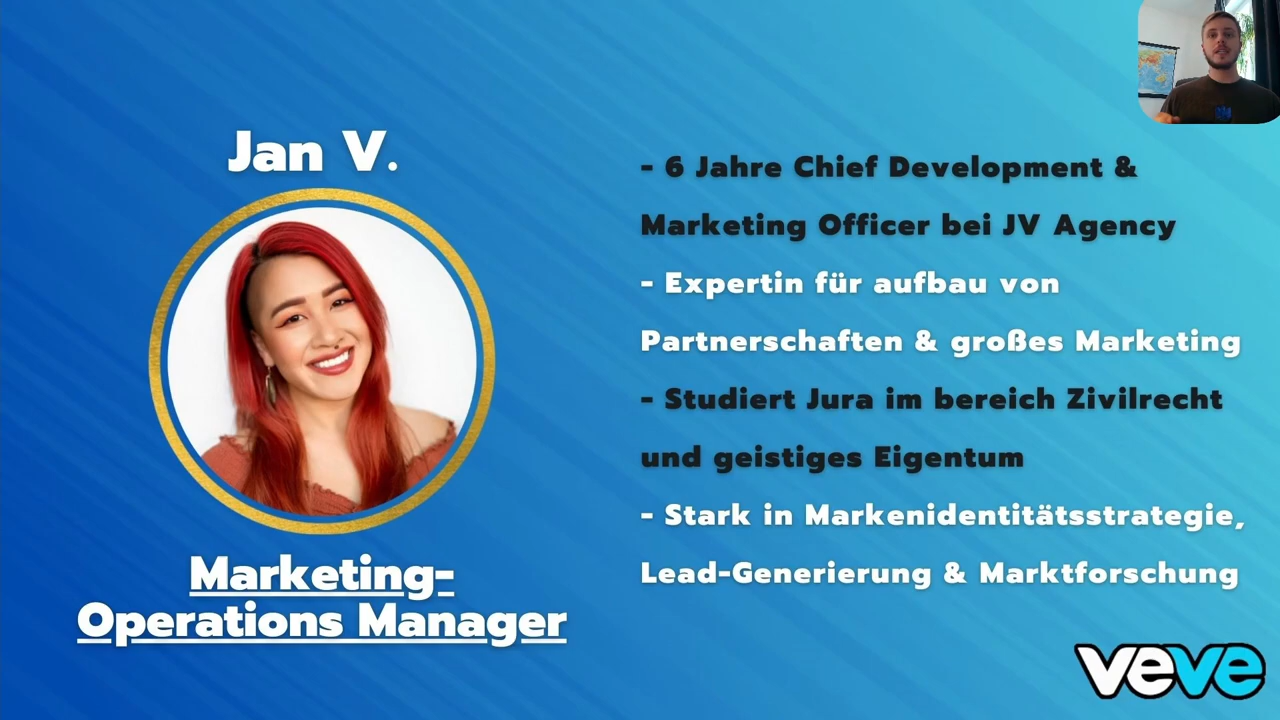 Jan V.
Marketing-
Operations Manager
- 6 Jahre Chief Development &
Marketing Officer bei JV Agency
- Expertin für aufbau von
Partnerschaften & großes Marketing
- Studiert Jura im bereich Zivilrecht
und geistiges Eigentum
- Stark in Markenidentitätsstrategie,
Lead-Generierung & Marktforschung
veve